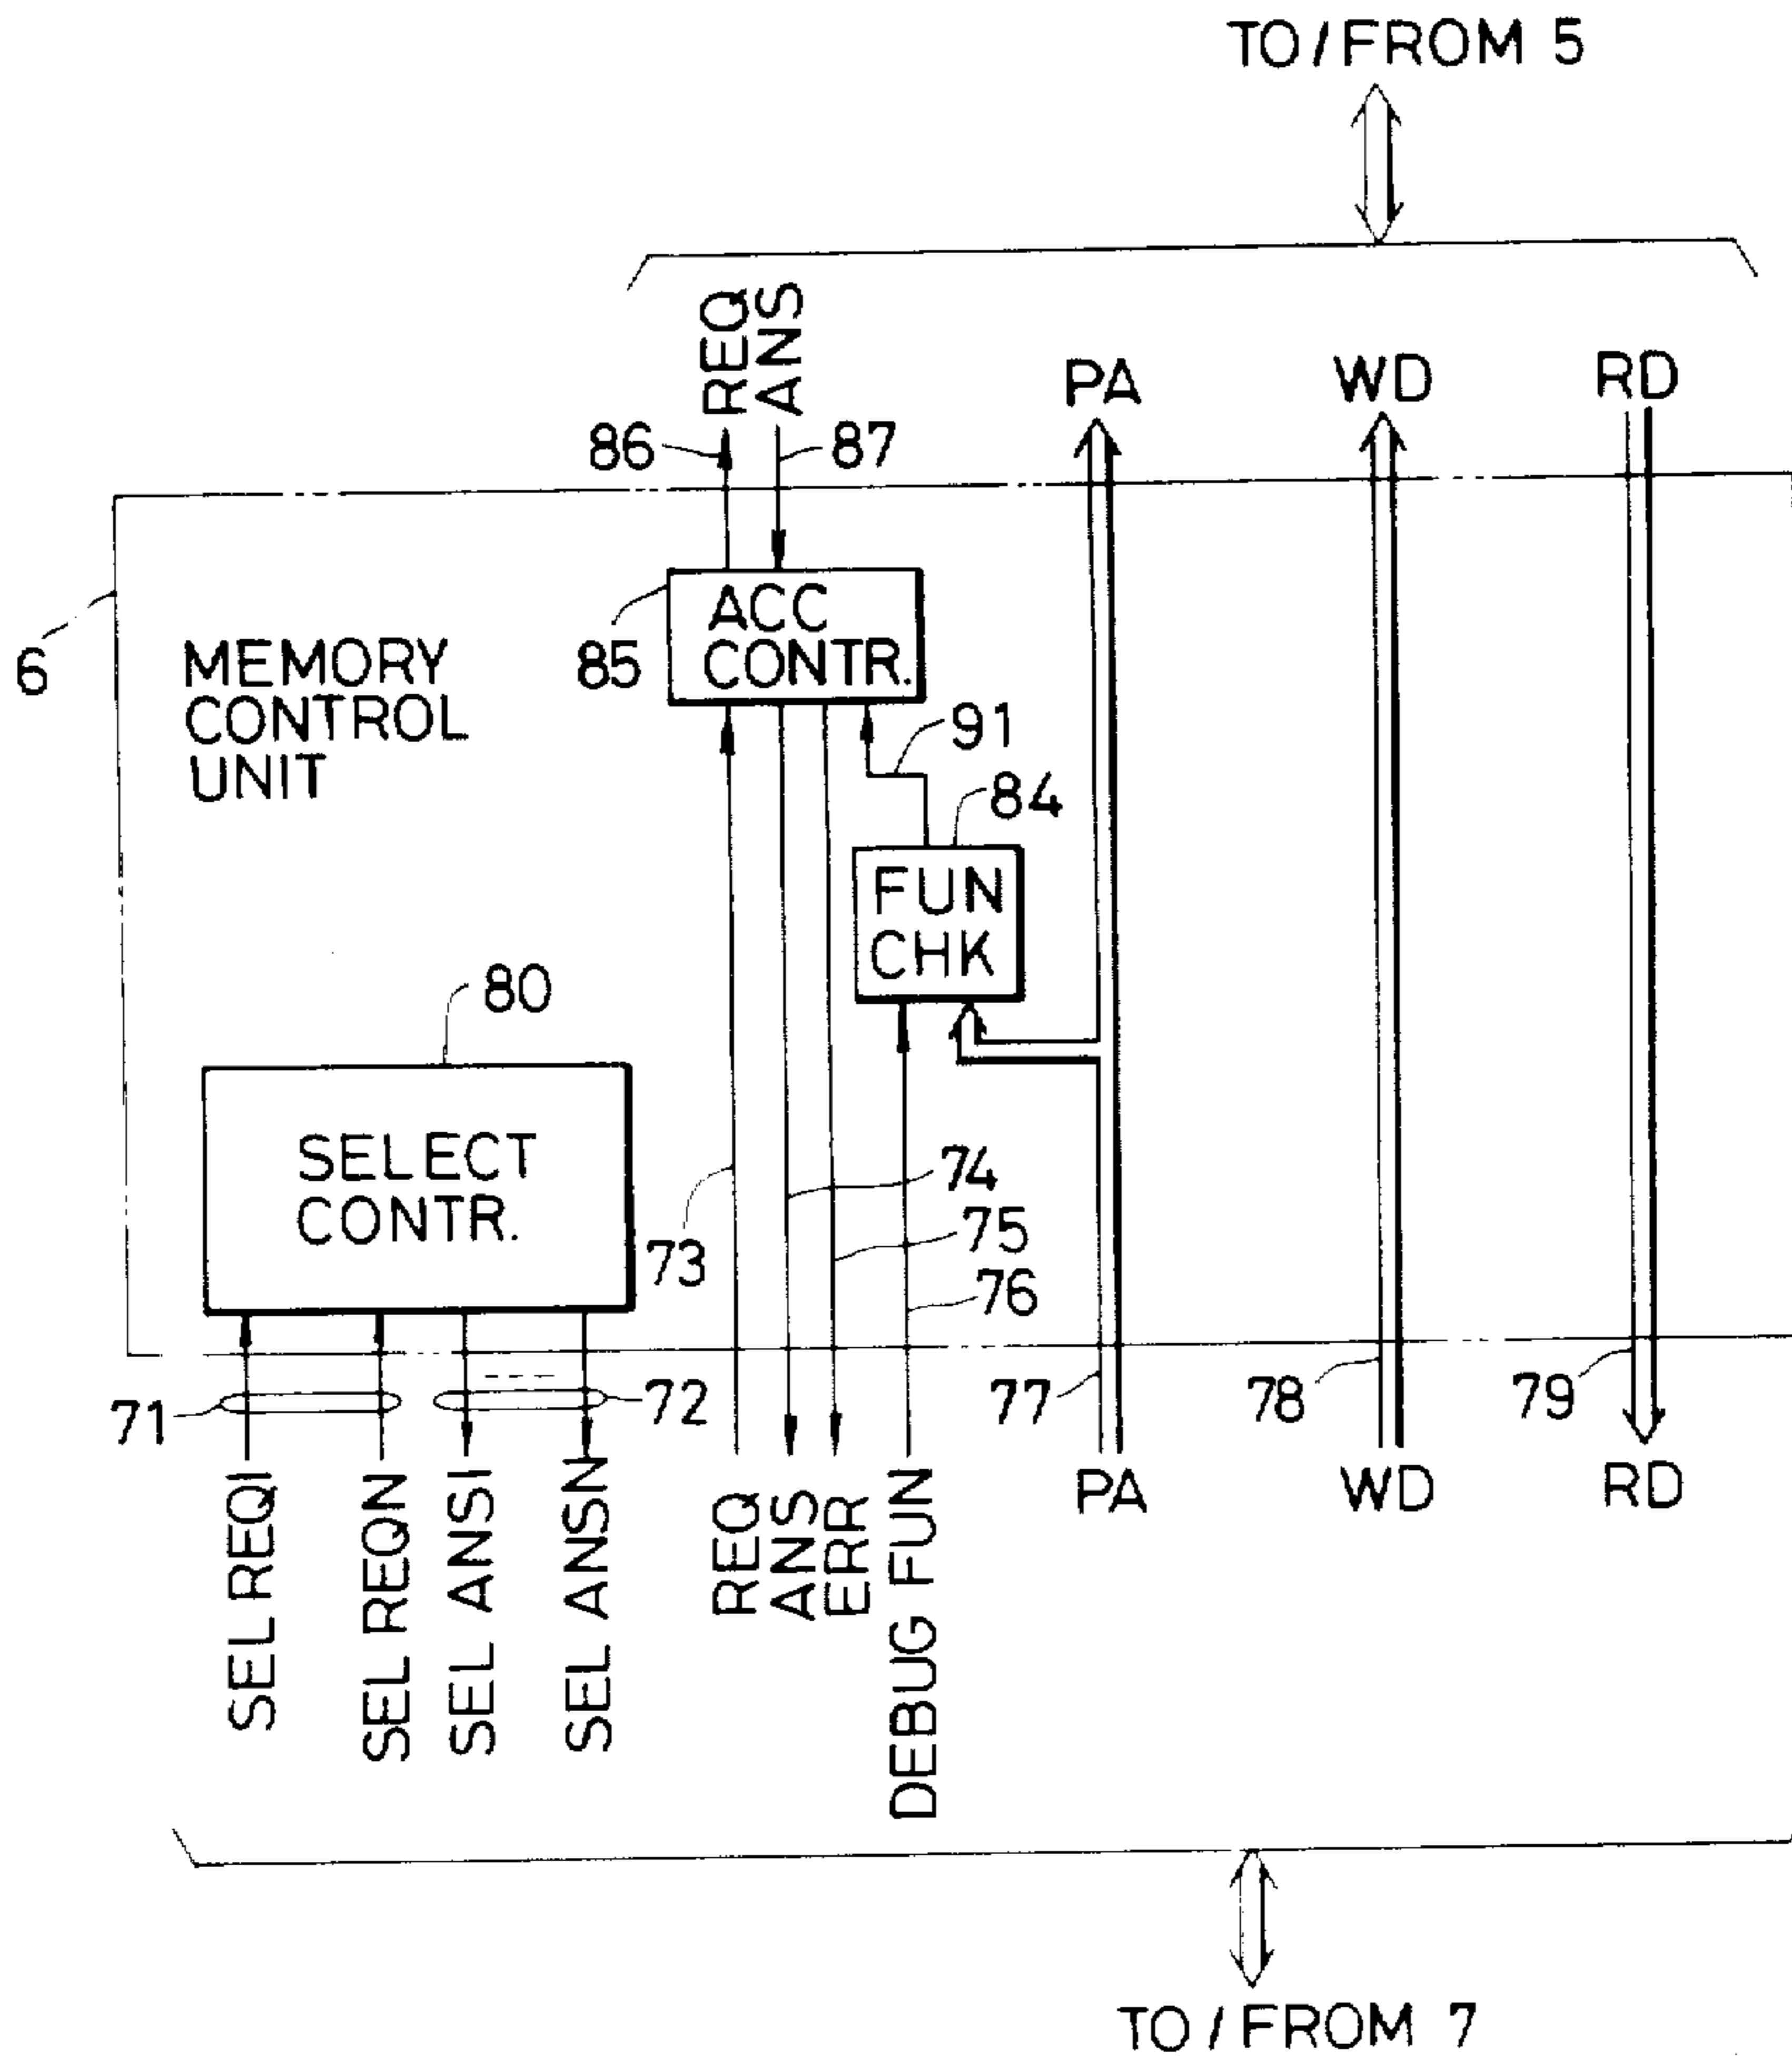 TO/FROM 5
REQ
ANS
PA
WD
RD
86
87
ACC
CONTR.
85
6
MEMORY
CONTROL
UNIT
91
84
FUN
CHK
80
SELECT
CONTR.
74
75
73
76
71
72
77
78
79
SEL REQ1
SEL REQN
SEL ANS1
SEL ANSN
REQ
ANS
ERR
DEBUG FUN
PA
WD
RD
TO/FROM 7